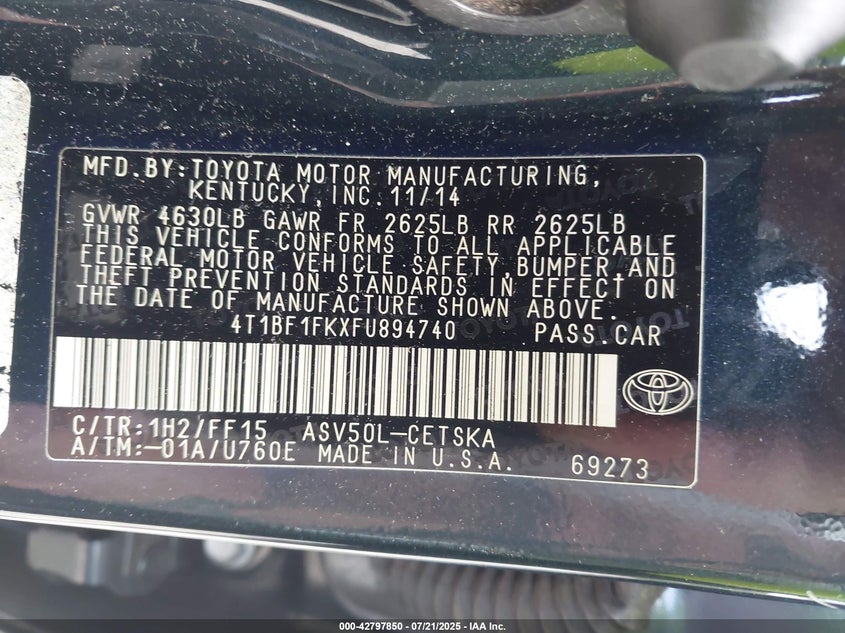 MFD.BY:TOYOTA MOTOR MANUFACTURING,
KENTUCKY,INC.11/14
GVWR 4630LB GAWR FR 2625LB RR 2625LB
THIS VEHICLE CONFORMS TO ALL APPLICABLE
FEDERAL MOTOR VEHICLE SAFETY,BUMPER,AND
THEFT PREVENTION STANDARDS IN EFFECT ON
THE DATE OF MANUFACTURE SHOWN ABOVE.
4T1BF1FKXFU894740 PASS.CAR
C/TR:1H2/FF15 ASV50L-CETSKA
A/TM:-01A/U760E MADE IN U.S.A. 69273
000-42797850 / 07/21/2025 - IAA Inc.